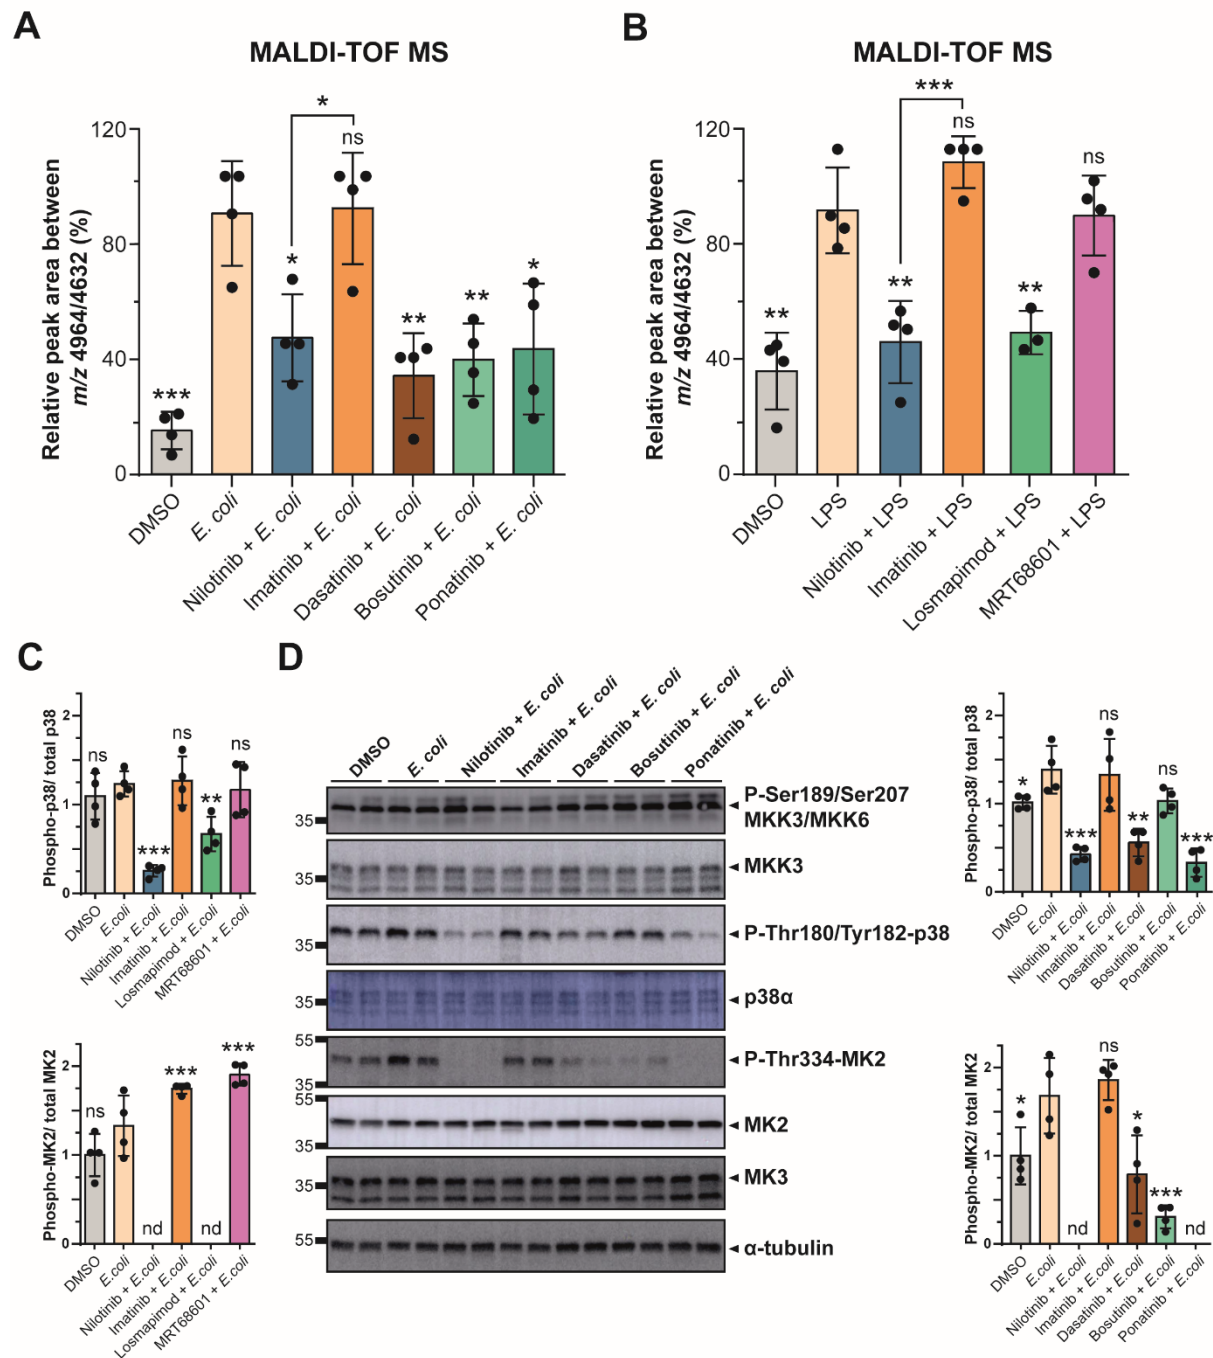 A
MALDI-TOF MS
Relative peak area between
m/z 4964/4632 (%)
120
80
40
0
***
*
**
**
*
*
ns
DMSO
E. coli
Nilotinib + E. coli
Imatinib + E. coli
Dasatinib + E. coli
Bosutinib + E. coli
Ponatinib + E. coli
B
MALDI-TOF MS
Relative peak area between
m/z 4964/4632 (%)
120
80
40
0
**
**
***
ns
**
ns
DMSO
LPS
Nilotinib + LPS
Imatinib + LPS
Losmapimod + LPS
MRT68601 + LPS
C
Phospho-p38/ total p38
2
1
0
ns
***
ns
**
ns
DMSO
E.coli
Nilotinib + E.coli
Imatinib + E.coli
Losmapimod + E.coli
MRT68601 + E.coli
Phospho-MK2/ total MK2
2
1
0
ns
nd
***
nd
***
DMSO
E.coli
Nilotinib + E.coli
Imatinib + E.coli
Losmapimod + E.coli
MRT68601 + E.coli
D
DMSO
E. coli
Nilotinib + E. coli
Imatinib + E. coli
Dasatinib + E. coli
Bosutinib + E. coli
Ponatinib + E. coli
35
P-Ser189/Ser207
MKK3/MKK6
35
MKK3
35
P-Thr180/Tyr182-p38
35
p38α
55
35
P-Thr334-MK2
55
35
MK2
35
MK3
55
α-tubulin
Phospho-p38/ total p38
2
1
0
*
***
ns
**
ns
***
DMSO
E.coli
Nilotinib + E.coli
Imatinib + E.coli
Dasatinib + E.coli
Bosutinib + E.coli
Ponatinib + E.coli
Phospho-MK2/ total MK2
2
1
0
*
nd
ns
*
***
nd
DMSO
E.coli
Nilotinib + E.coli
Imatinib + E.coli
Dasatinib + E.coli
Bosutinib + E.coli
Ponatinib + E.coli